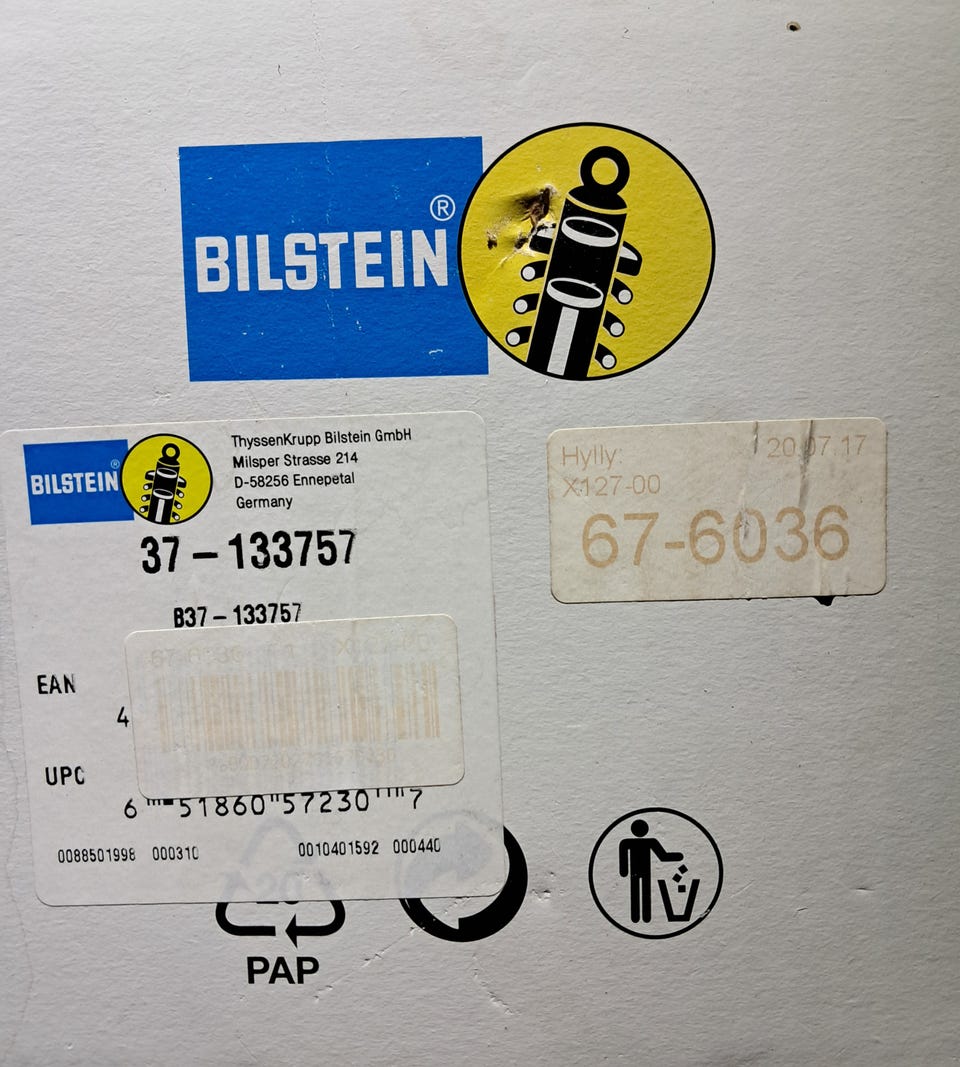 BILSTEIN®
BILSTEIN®
ThyssenKrupp Bilstein GmbH
Milsper Strasse 214
D-58256 Ennepetal
Germany
37-133757
B37-133757
Hylly: 20.07.17
X127-00
67-6036
EAN
4
UPC
6 51860 57230 7
0088501998 000310 0010401592 000440
20
PAP